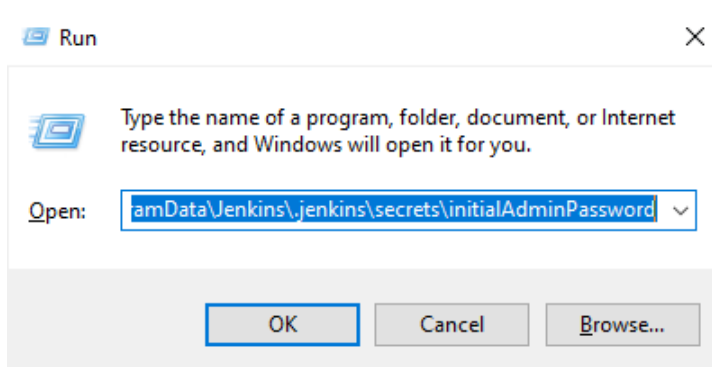 Run
Type the name of a program, folder, document, or Internet
resource, and Windows will open it for you.
Open: amData\Jenkins\.jenkins\secrets\initialAdminPassword
OK Cancel Browse...